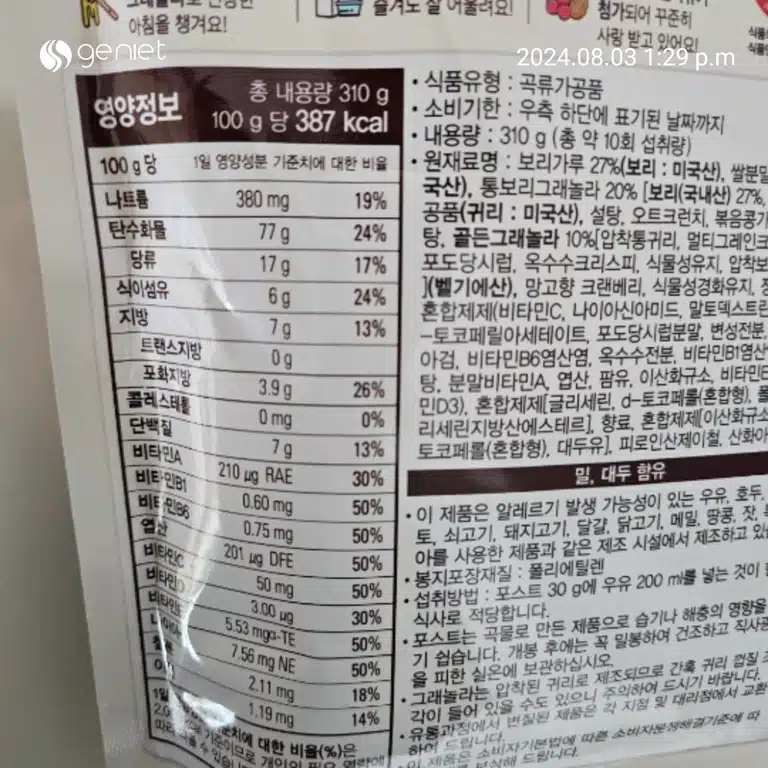 아침을 챙겨요!
즐겨도 잘 어울려요!
첨가되어 꾸준히
사랑 받고 있어요!
geniet
2024.08.03 1:29 p.m
영양정보
총 내용량 310 g
100 g 당 387 kcal
100 g 당 1일 영양성분 기준치에 대한 비율
나트륨 380 mg 19%
탄수화물 77 g 24%
당류 17 g 17%
식이섬유 6 g 24%
지방 7 g 13%
트랜스지방 0 g
포화지방 3.9 g 26%
콜레스테롤 0 mg 0%
단백질 7 g 13%
비타민A 210 μg RAE 30%
비타민B1 0.60 mg 50%
비타민B6 0.75 mg 50%
엽산 201 μg DFE 50%
비타민C 50 mg 50%
비타민D 3.00 μg 30%
비타민E 5.53 mgα-TE 50%
7.56 mg NE 50%
2.11 mg 18%
1.19 mg 14%
대한 비율(%)은
• 식품유형 : 곡류가공품
• 소비기한 : 우측 하단에 표기된 날짜까지
• 내용량 : 310 g (총 약 10회 섭취량)
• 원재료명 : 보리가루 27%(보리 : 미국산), 쌀분말
국산), 통보리그래놀라 20% [보리(국내산) 27%,
공품(귀리 : 미국산), 설탕, 오트크런치, 볶음콩가
탕, 골든그래놀라 10%[압착통귀리, 멀티그레인크
포도당시럽, 옥수수크리스피, 식물성유지, 압착보
](벨기에산), 망고향 크랜베리, 식물성경화유지, 정
혼합제제(비타민C, 나이아신아미드, 말토덱스트린
–토코페릴아세테이트, 포도당시럽분말, 변성전분,
아검, 비타민B6염산염, 옥수수전분, 비타민B1염산
탕, 분말비타민A, 엽산, 팜유, 이산화규소, 비타민E
민D3), 혼합제제[글리세린, d-토코페롤(혼합형), 폴
리세린지방산에스테르], 향료, 혼합제제[이산화규소
토코페롤(혼합형), 대두유], 피로인산제이철, 산화아
밀, 대두 함유
• 이 제품은 알레르기 발생 가능성이 있는 우유, 호두,
토, 쇠고기, 돼지고기, 달걀, 닭고기, 메밀, 땅콩, 잣,
아를 사용한 제품과 같은 제조 시설에서 제조하고 있
• 봉지포장재질 : 폴리에틸렌
• 섭취방법 : 포스트 30 g에 우유 200 ml를 넣는 것이
식사로 적당합니다.
• 포스트는 곡물로 만든 제품으로 습기나 해충의 영향을
기 쉽습니다. 개봉 후에는 꼭 밀봉하여 건조하고 직사광
을 피한 실온에 보관하십시오.
• 그래놀라는 압착된 귀리로 제조되므로 간혹 귀리 껍질
각이 들어 있을 수도 있으니 주의하여 드시기 바랍니다.
• 유통과정에서 변질된 제품은 각 지점 및 대리점에서 교환
하여 드립니다.
제품은 소비자기본법에 따른 소비자분쟁해결기준에 따